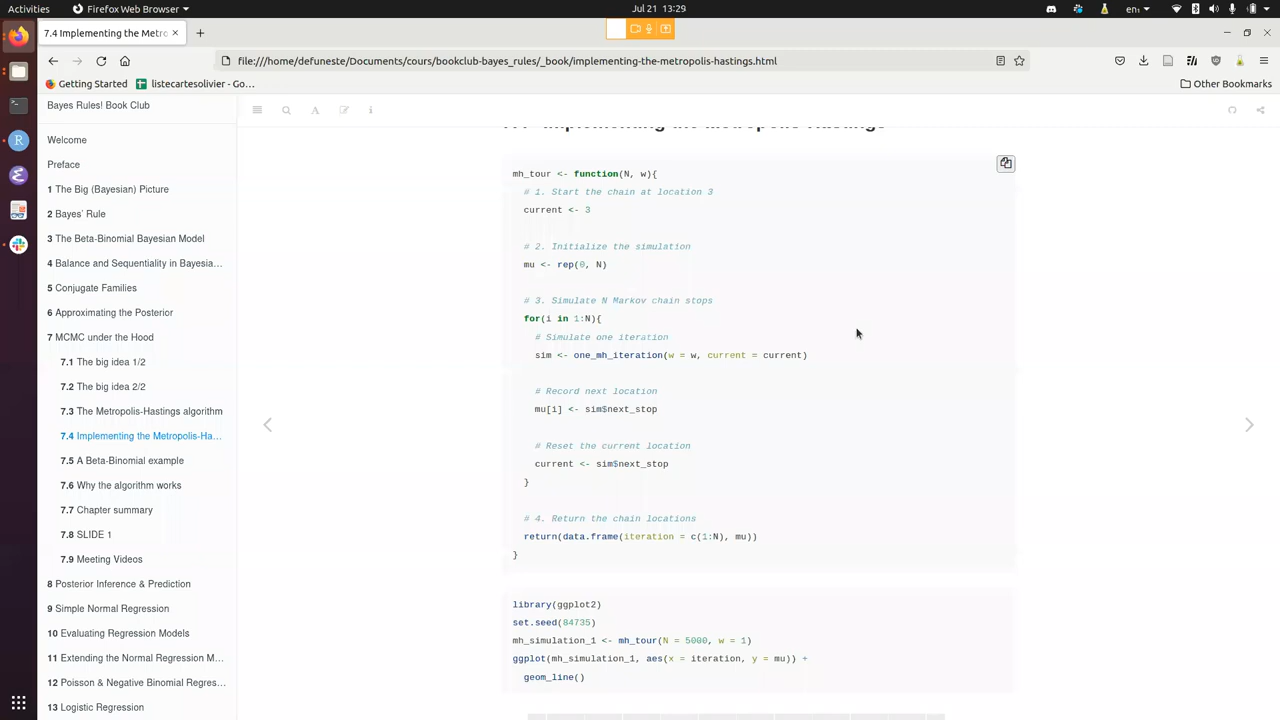 Activities
Firefox Web Browser
Jul 21 13:29
en
7.4 Implementing the Metro
file:///home/defuneste/Documents/cours/bookclub-bayes_rules/_book/implementing-the-metropolis-hastings.html
Getting Started
listecartesolivier - Go…
Other Bookmarks
Bayes Rules! Book Club
Welcome
Preface
1 The Big (Bayesian) Picture
2 Bayes’ Rule
3 The Beta-Binomial Bayesian Model
4 Balance and Sequentiality in Bayesia…
5 Conjugate Families
6 Approximating the Posterior
7 MCMC under the Hood
7.1 The big idea 1/2
7.2 The big idea 2/2
7.3 The Metropolis-Hastings algorithm
7.4 Implementing the Metropolis-Ha…
7.5 A Beta-Binomial example
7.6 Why the algorithm works
7.7 Chapter summary
7.8 SLIDE 1
7.9 Meeting Videos
8 Posterior Inference & Prediction
9 Simple Normal Regression
10 Evaluating Regression Models
11 Extending the Normal Regression M…
12 Poisson & Negative Binomial Regres…
13 Logistic Regression
mh_tour <- function(N, w){
# 1. Start the chain at location 3
current <- 3
# 2. Initialize the simulation
mu <- rep(0, N)
# 3. Simulate N Markov chain stops
for(i in 1:N){
# Simulate one iteration
sim <- one_mh_iteration(w = w, current = current)
# Record next location
mu[i] <- sim$next_stop
# Reset the current location
current <- sim$next_stop
}
# 4. Return the chain locations
return(data.frame(iteration = c(1:N), mu))
}
library(ggplot2)
set.seed(84735)
mh_simulation_1 <- mh_tour(N = 5000, w = 1)
ggplot(mh_simulation_1, aes(x = iteration, y = mu)) +
geom_line()